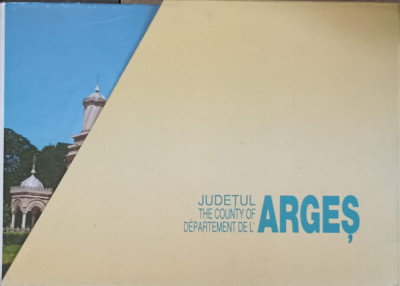 JUDEȚUL
THE COUNTY OF
DÉPARTEMENT DE L'
ARGEȘ